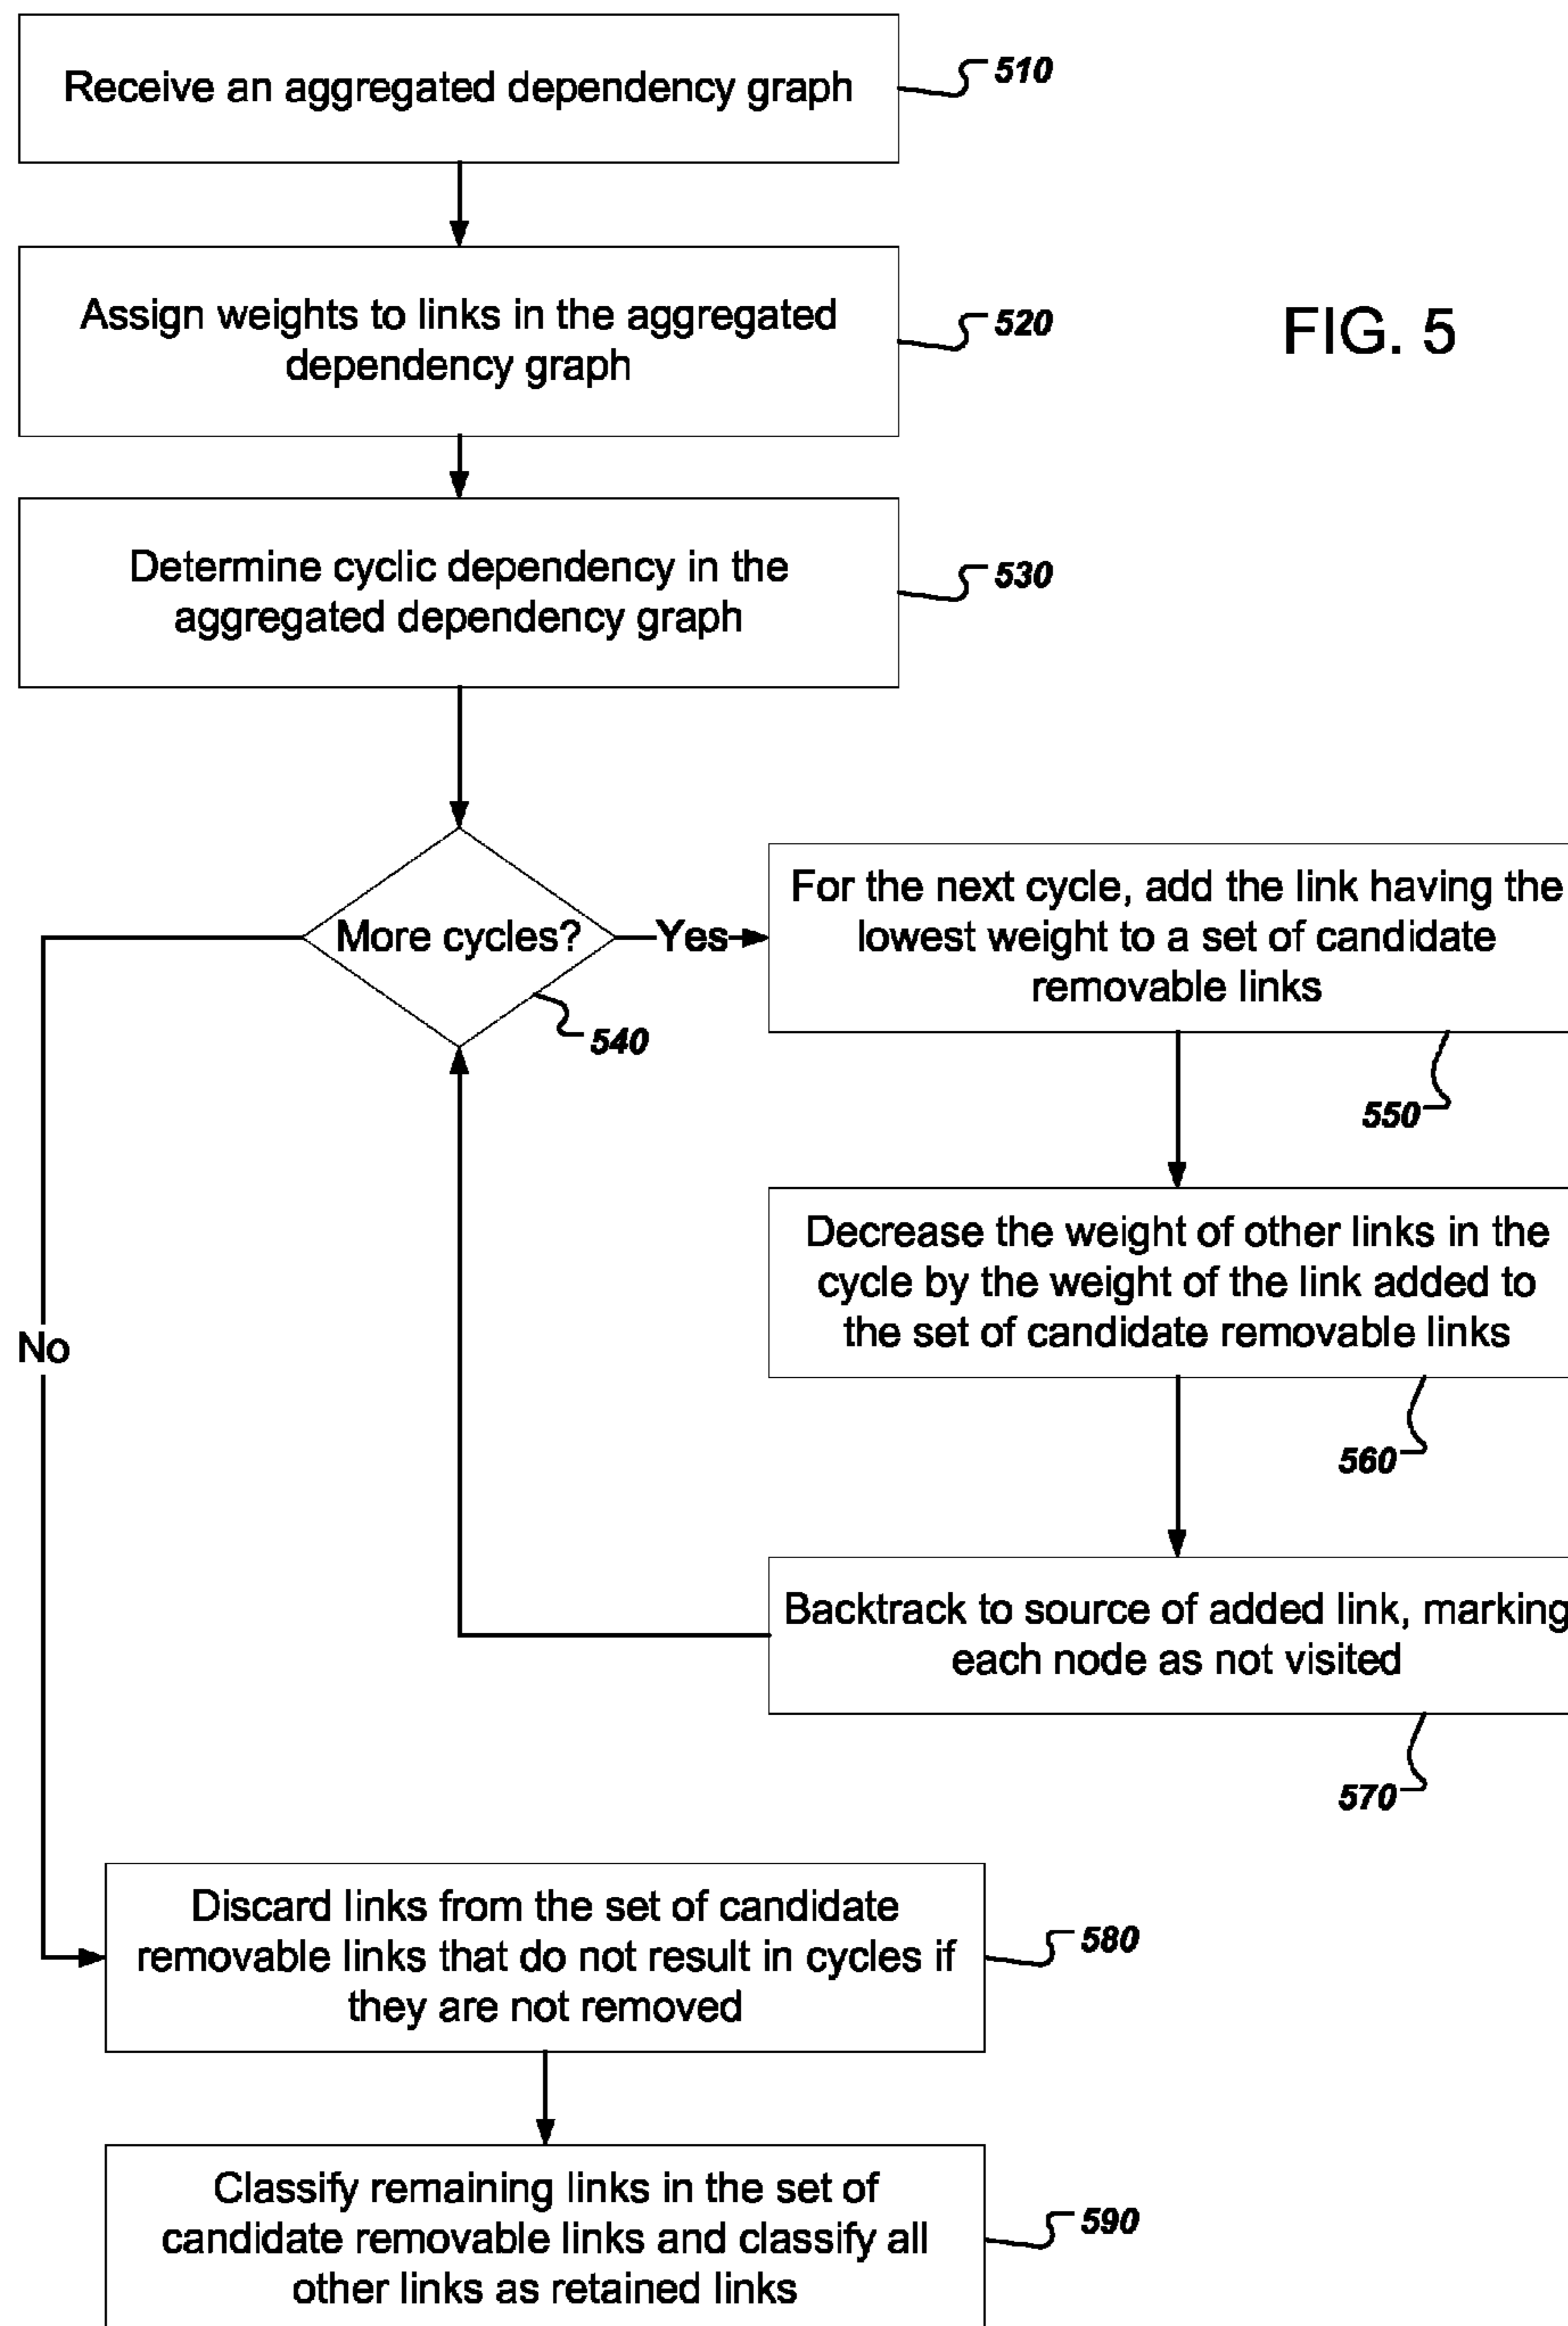 Receive an aggregated dependency graph
510
Assign weights to links in the aggregated
dependency graph
520
FIG. 5
Determine cyclic dependency in the
aggregated dependency graph
530
More cycles?
Yes
540
For the next cycle, add the link having the
lowest weight to a set of candidate
removable links
550
Decrease the weight of other links in the
cycle by the weight of the link added to
the set of candidate removable links
560
No
Backtrack to source of added link, marking
each node as not visited
570
Discard links from the set of candidate
removable links that do not result in cycles if
they are not removed
580
Classify remaining links in the set of
candidate removable links and classify all
other links as retained links
590